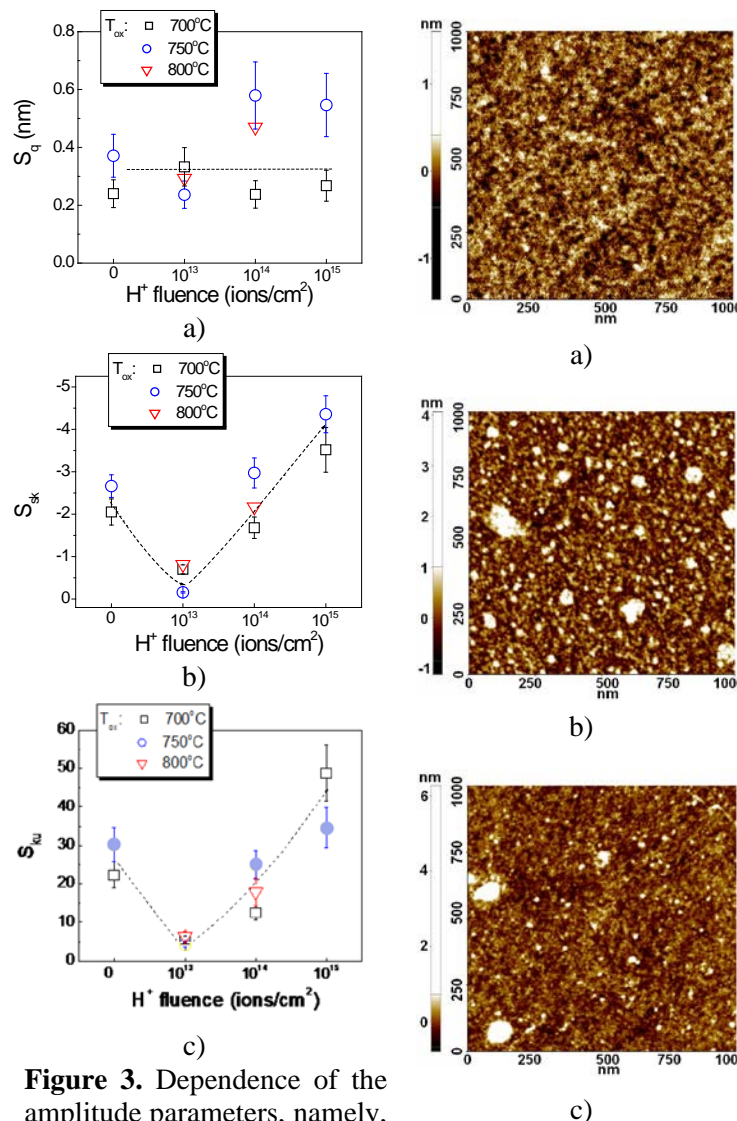 T_ox: 700°C
750°C
800°C
0.8
0.6
0.4
0.2
0.0
S_q (nm)
0 10^13 10^14 10^15
H^+ fluence (ions/cm^2)
a)
T_ox: 700°C
750°C
800°C
-5
-4
-3
-2
-1
0
S_sk
0 10^13 10^14 10^15
H^+ fluence (ions/cm^2)
b)
T_ox: 700°C
750°C
800°C
60
50
40
30
20
10
0
S_ku
0 10^13 10^14 10^15
H^+ fluence (ions/cm^2)
c)
Figure 3. Dependence of the
amplitude parameters, namely,
nm
1
0
-1
1000
750
500
250
0
0 250 500 750 1000
nm
a)
nm
4
3
2
1
0
-1
1000
750
500
250
0
0 250 500 750 1000
nm
b)
nm
6
4
2
0
1000
750
500
250
0
0 250 500 750 1000
nm
c)